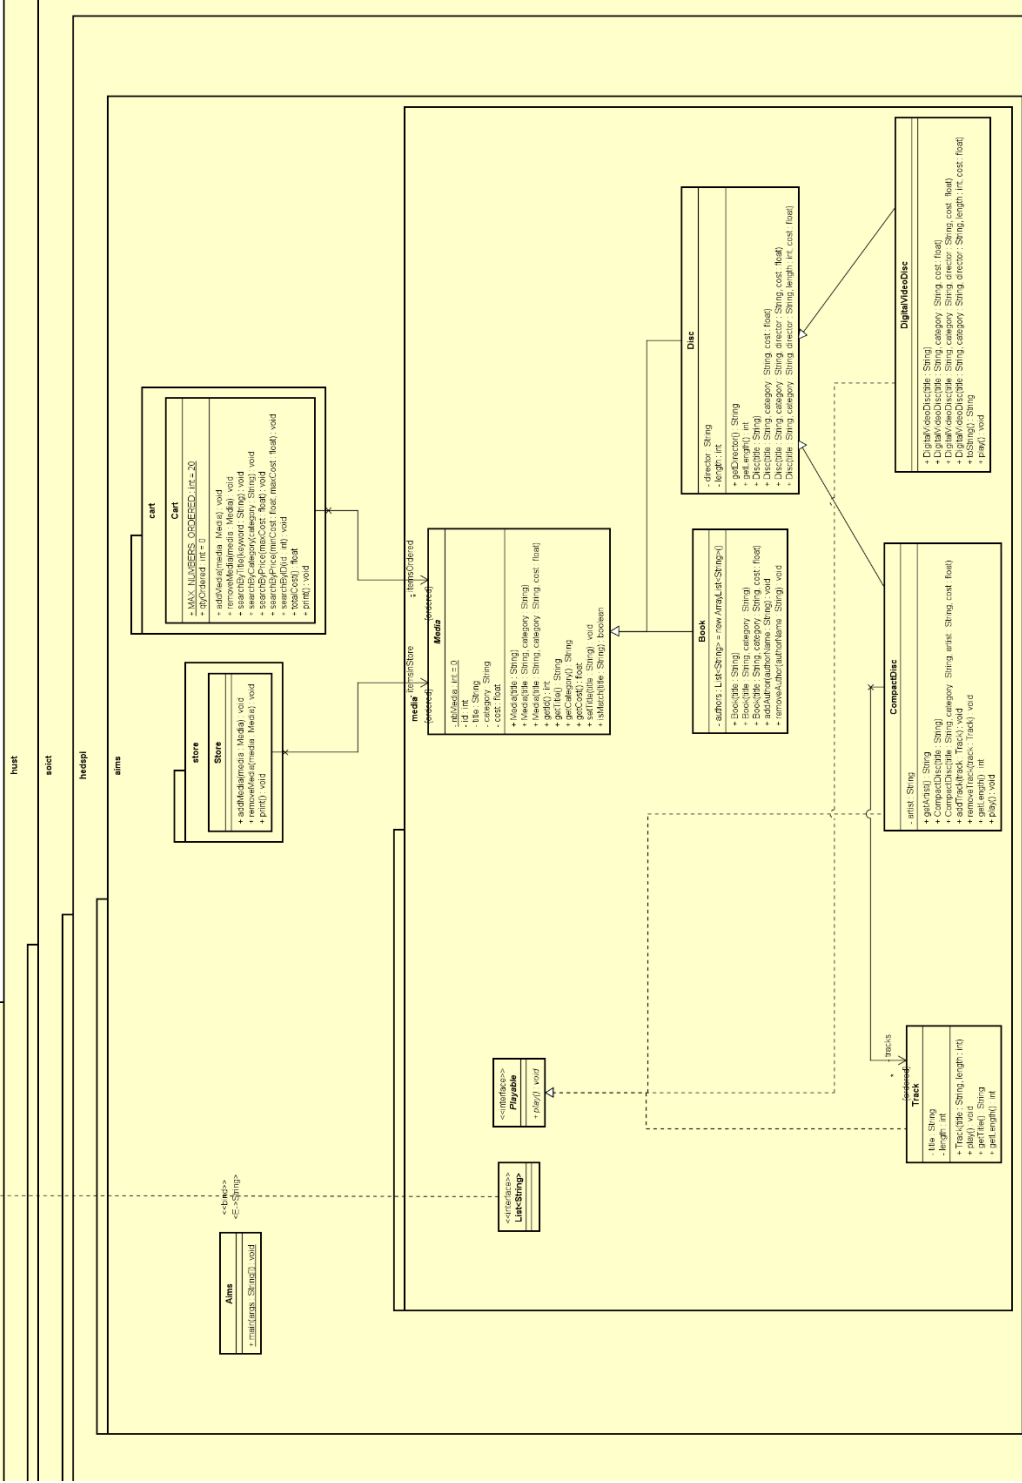 hust
soict
hedspi
aims
cart
Cart
+ MAX_NUMBERS_ORDERED : int = 20
+ qtyOrdered : int = 0
+ addMedia(media : Media) : void
+ removeMedia(media : Media) : void
+ searchByTitle(keyword : String) : void
+ searchByCategory(category : String) : void
+ searchByPrice(maxCost : float) : void
+ searchByPrice(minCost : float, maxCost : float) : void
+ searchByID(id : int) : void
+ totalCost() : float
+ print() : void
store
Store
+ addMedia(media : Media) : void
+ removeMedia(media : Media) : void
+ print() : void
Aims
+ main(args : String[]) : void
<<bind>>
<E->String>
media
- itemsOrdered
*
{ordered}
- itemsInStore
{ordered}
Media
- nbMedia : int = 0
- id : int
- title : String
- category : String
- cost : float
+ Media(title : String)
+ Media(title : String, category : String)
+ Media(title : String, category : String, cost : float)
+ getId() : int
+ getTitle() : String
+ getCategory() : String
+ getCost() : float
+ setTitle(title : String) : void
+ isMatch(title : String) : boolean
<<interface>>
Playable
+ play() : void
<<interface>>
List<String>
Disc
- director : String
- length : int
+ getDirector() : String
+ getLength() : int
+ Disc(title : String)
+ Disc(title : String, category : String, cost : float)
+ Disc(title : String, category : String, director : String, cost : float)
+ Disc(title : String, category : String, director : String, length : int, cost : float)
Book
- authors : List<String> = new ArrayList<String>()
+ Book(title : String)
+ Book(title : String, category : String)
+ Book(title : String, category : String, cost : float)
+ addAuthor(authorName : String) : void
+ removeAuthor(authorName : String) : void
DigitalVideoDisc
+ DigitalVideoDisc(title : String)
+ DigitalVideoDisc(title : String, category : String, cost : float)
+ DigitalVideoDisc(title : String, category : String, director : String, cost : float)
+ DigitalVideoDisc(title : String, category : String, director : String, length : int, cost : float)
+ toString() : String
+ play() : void
CompactDisc
- artist : String
+ getArtist() : String
+ CompactDisc(title : String)
+ CompactDisc(title : String, category : String, artist : String, cost : float)
+ addTrack(track : Track) : void
+ removeTrack(track : Track) : void
+ getLength() : int
+ play() : void
- tracks
*
{ordered}
Track
- title : String
- length : int
+ Track(title : String, length : int)
+ play() : void
+ getTitle() : String
+ getLength() : int